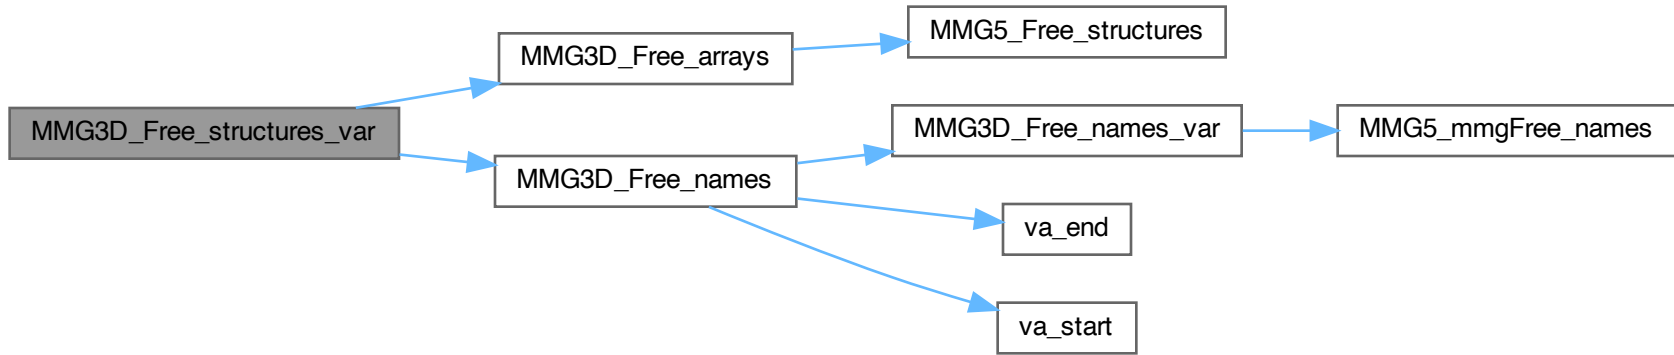 MMG3D_Free_structures_var
MMG3D_Free_arrays
MMG5_Free_structures
MMG3D_Free_names
MMG3D_Free_names_var
MMG5_mmgFree_names
va_end
va_start